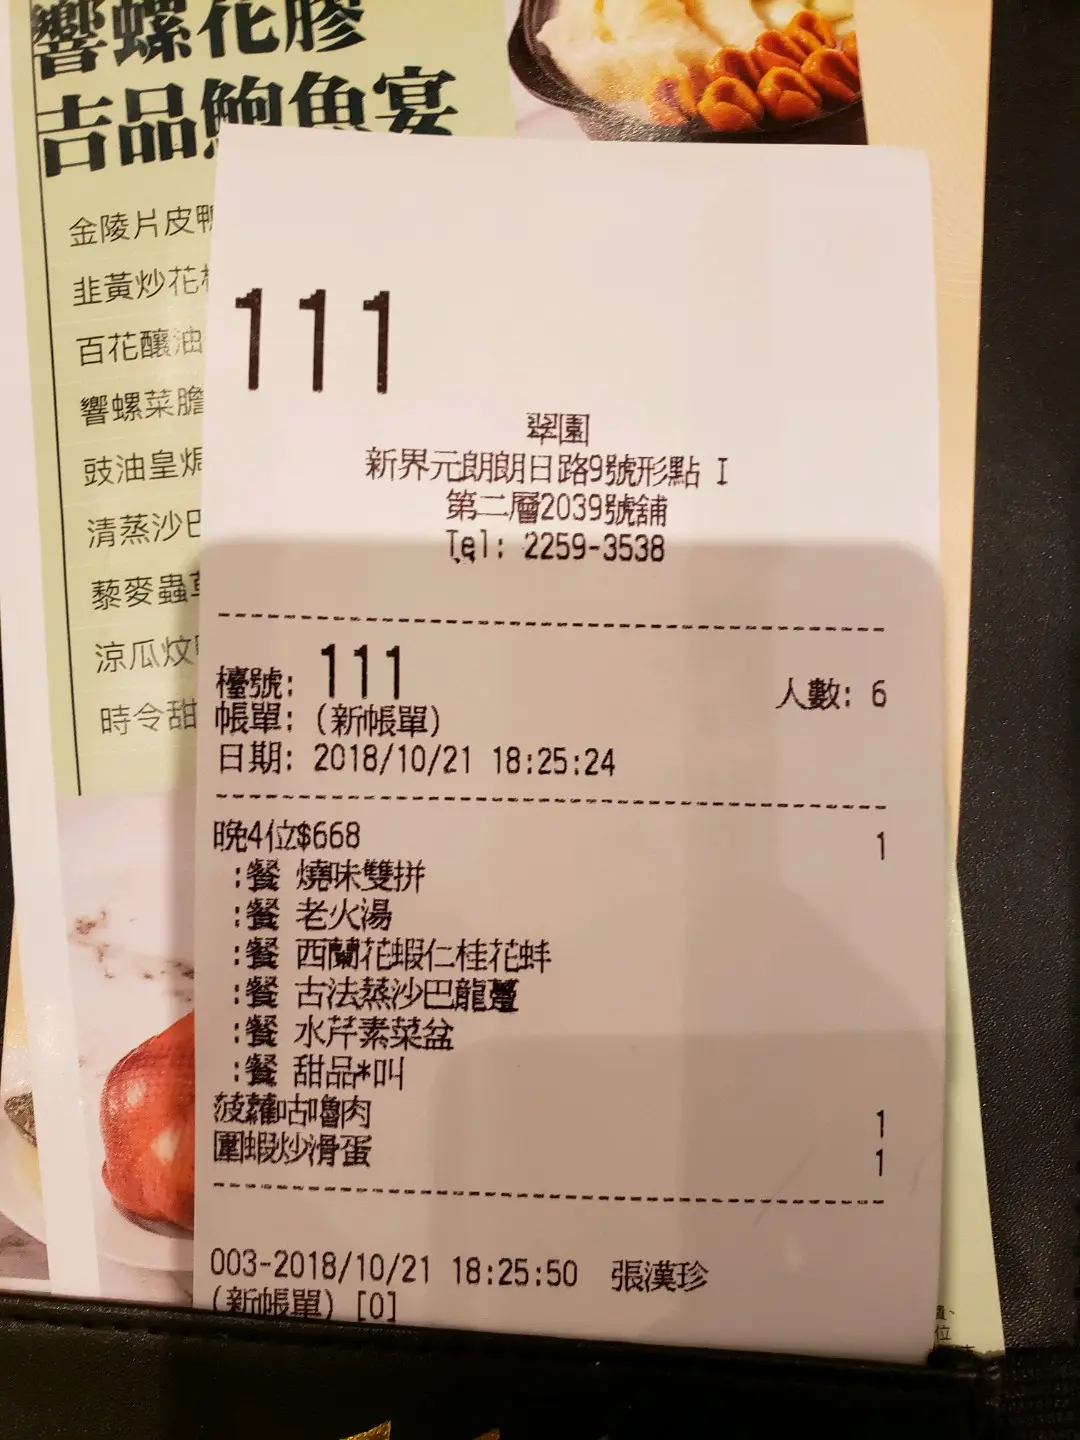 響螺花膠
吉品鮑魚宴
金陵片皮鴨
韭黃炒花
百花釀油
響螺菜膽
豉油皇焗
清蒸沙巴
藜麥蟲草
涼瓜炆
時令甜
111
翠園
新界元朗朗日路9號形點 I
第二層2039號舖
Tel: 2259-3538
檯號: 111
人數: 6
帳單: (新帳單)
日期: 2018/10/21 18:25:24
晚4位$668 1
:餐 燒味雙拼
:餐 老火湯
:餐 西蘭花蝦仁桂花蚌
:餐 古法蒸沙巴龍躉
:餐 水芹素菜盆
:餐 甜品*叫
菠蘿咕嚕肉 1
圍蝦炒滑蛋 1
003-2018/10/21 18:25:50 張漢珍
(新帳單) [0]
位